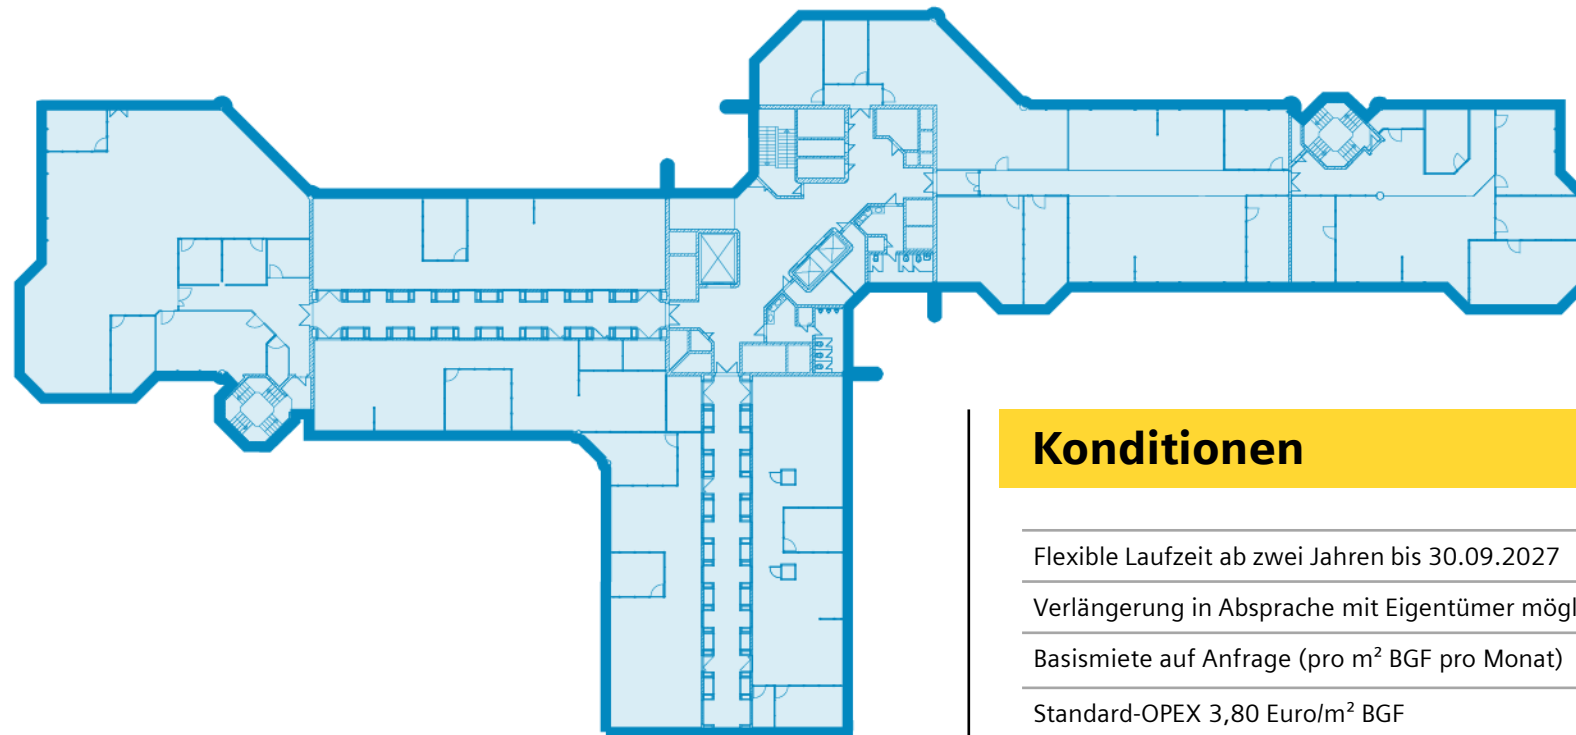 Konditionen
Flexible Laufzeit ab zwei Jahren bis 30.09.2027
Verlängerung in Absprache mit Eigentümer mögl
Basismiete auf Anfrage (pro m² BGF pro Monat)
Standard-OPEX 3,80 Euro/m² BGF